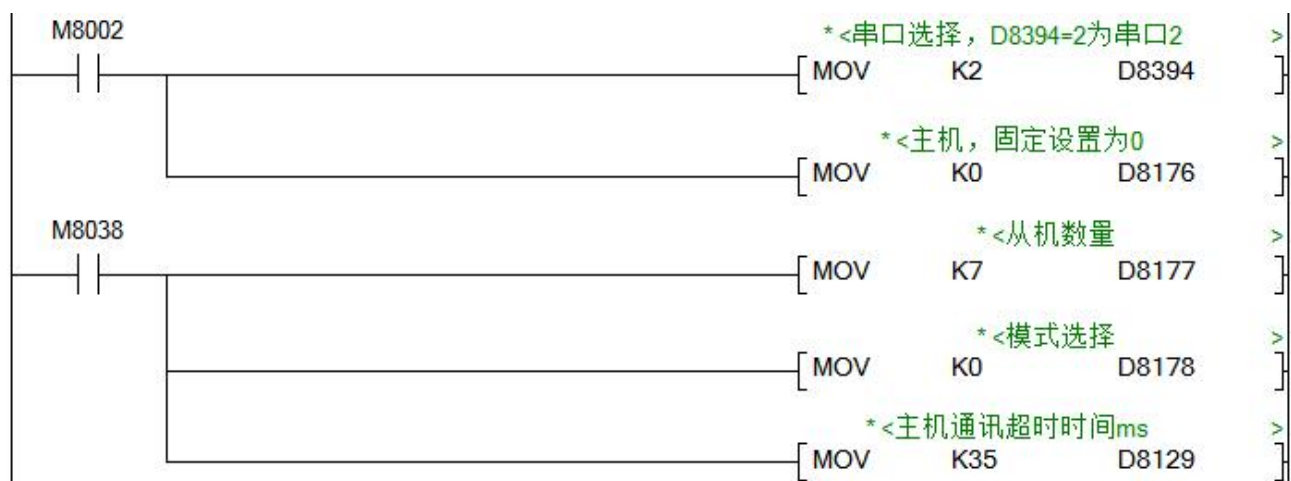 M8002
*<串口选择，D8394=2为串口2 >
[ MOV K2 D8394 ]
*<主机，固定设置为0 >
[ MOV K0 D8176 ]
M8038
*<从机数量 >
[ MOV K7 D8177 ]
*<模式选择 >
[ MOV K0 D8178 ]
*<主机通讯超时时间ms >
[ MOV K35 D8129 ]